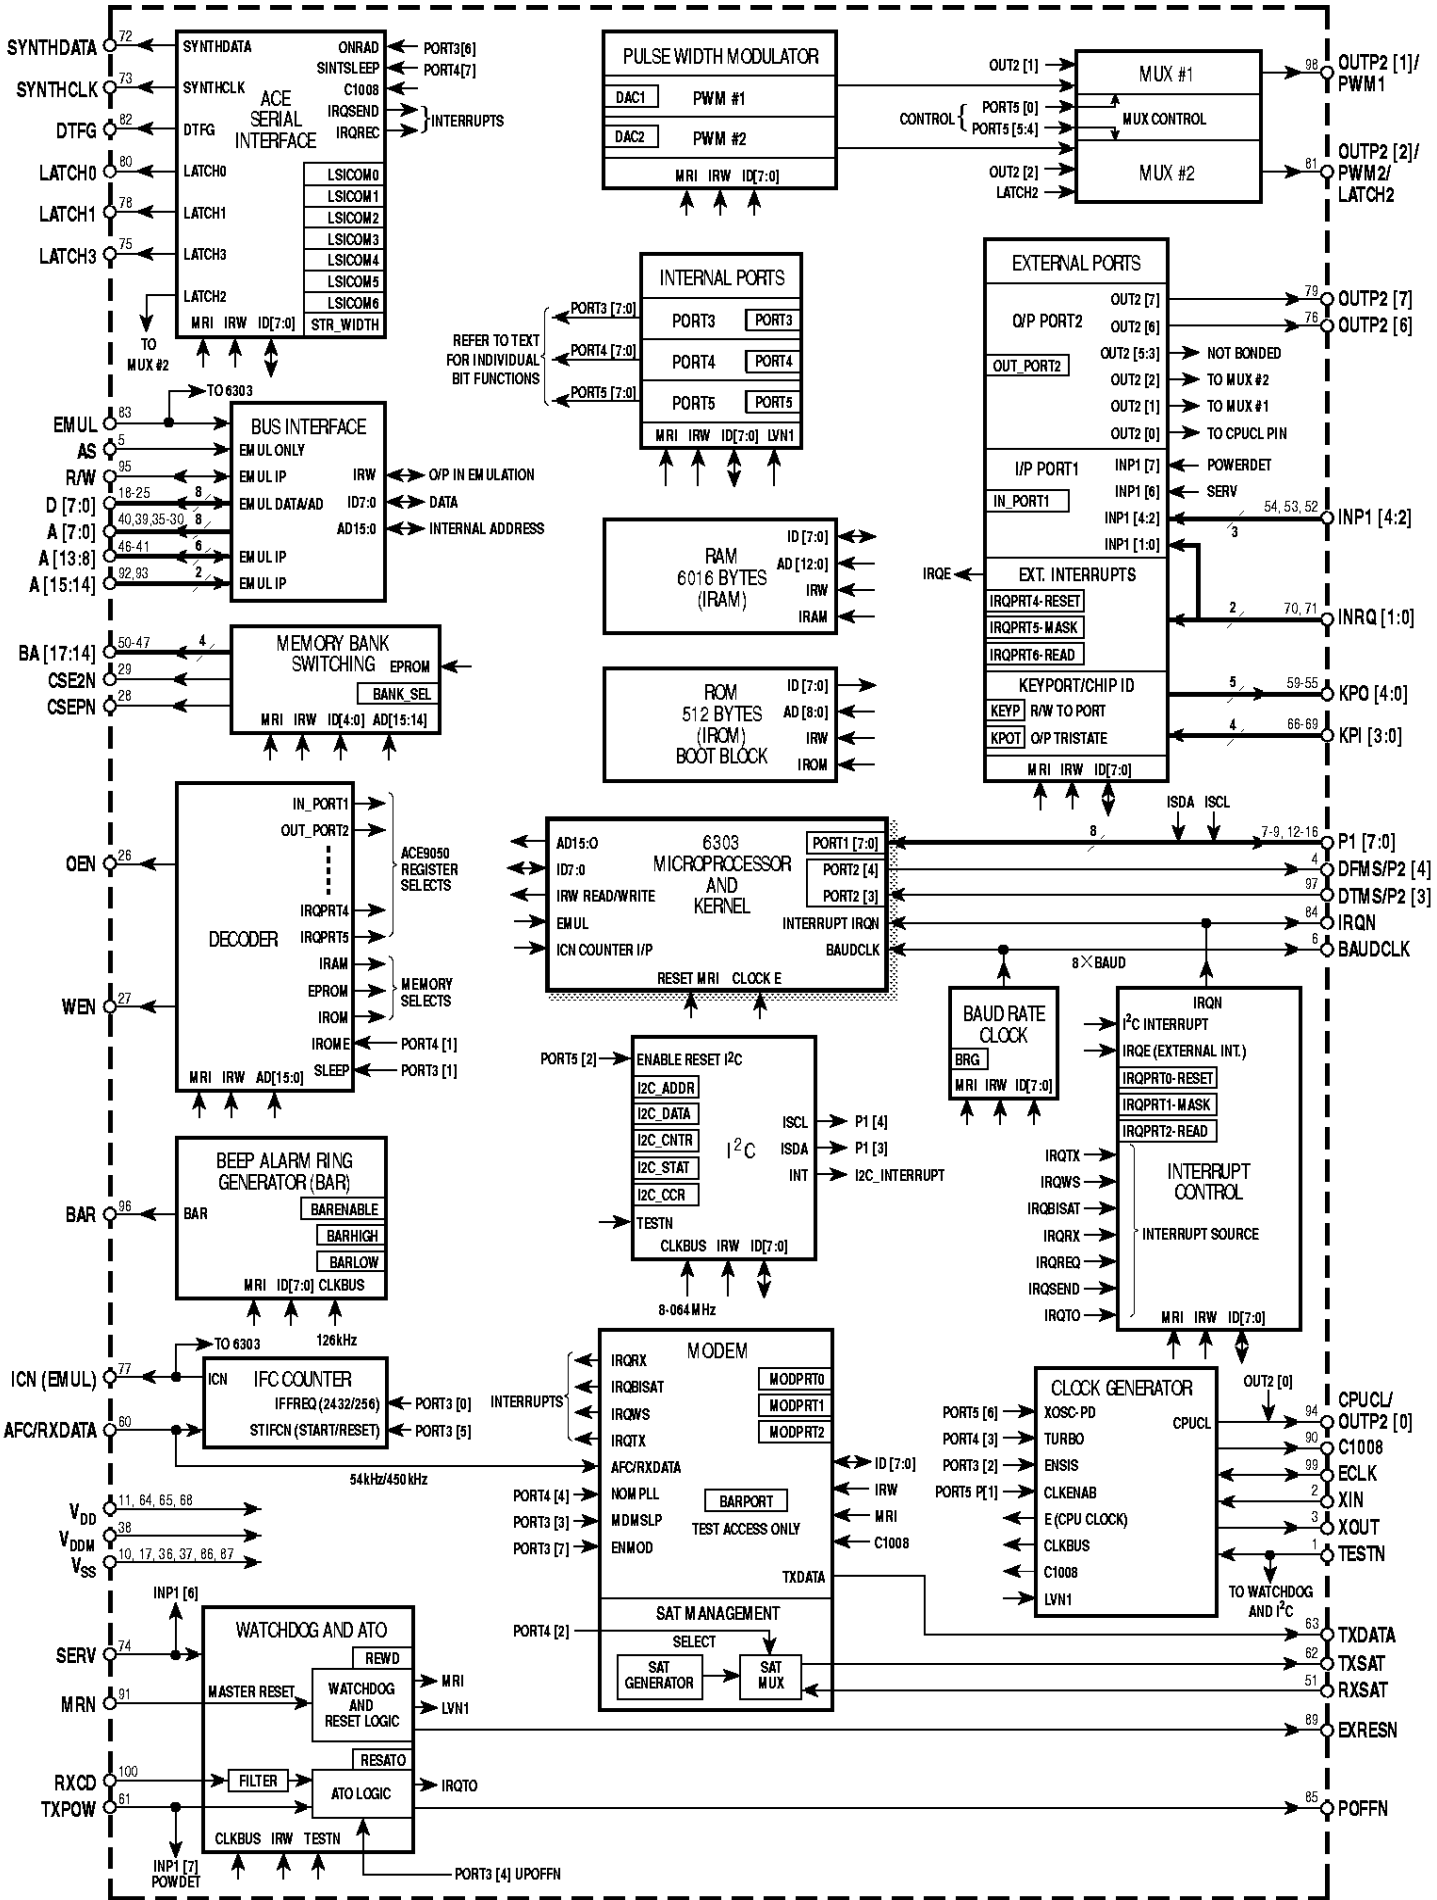 SYNTHDATA 72
SYNTHCLK 73
DTFG 82
LATCH0 80
LATCH1 78
LATCH3 75
SYNTHDATA
SYNTHCLK
DTFG
LATCH0
LATCH1
LATCH3
LATCH2
ACE
SERIAL
INTERFACE
ONRAD PORT3[6]
SINTSLEEP PORT4[7]
C1008
IRQSEND
IRQREC
INTERRUPTS
LSICOM0
LSICOM1
LSICOM2
LSICOM3
LSICOM4
LSICOM5
LSICOM6
STR_WIDTH
MRI IRW ID[7:0]
TO
MUX #2
PULSE WIDTH MODULATOR
DAC1 PWM #1
DAC2 PWM #2
MRI IRW ID[7:0]
OUT2 [1]
CONTROL
PORT5 [0]
PORT5 [5:4]
OUT2 [2]
LATCH2
MUX #1
MUX CONTROL
MUX #2
98 OUTP2 [1]/
PWM1
81 OUTP2 [2]/
PWM2/
LATCH2
INTERNAL PORTS
PORT3 [7:0] PORT3 PORT3
PORT4 [7:0] PORT4 PORT4
PORT5 [7:0] PORT5 PORT5
REFER TO TEXT
FOR INDIVIDUAL
BIT FUNCTIONS
MRI IRW ID[7:0] LVN1
EXTERNAL PORTS
O/P PORT2
OUT_PORT2
OUT2 [7] 79 OUTP2 [7]
OUT2 [6] 76 OUTP2 [6]
OUT2 [5:3] NOT BONDED
OUT2 [2] TO MUX #2
OUT2 [1] TO MUX #1
OUT2 [0] TO CPUCL PIN
I/P PORT1
IN_PORT1
INP1 [7] POWERDET
INP1 [6] SERV
INP1 [4:2] 3 54, 53, 52 INP1 [4:2]
INP1 [1:0]
IRQE
EXT. INTERRUPTS
IRQPRT4-RESET
IRQPRT5-MASK
IRQPRT6-READ
2 70, 71 INRQ [1:0]
KEYPORT/CHIP ID
KEYP R/W TO PORT
KPOT O/P TRISTATE
5 59-55 KPO [4:0]
4 66-69 KPI [3:0]
MRI IRW ID[7:0]
TO 6303
EMUL 83
AS 5
R/W 95
D [7:0] 18-25 8
A [7:0] 40,39,35-30 8
A [13:8] 46-41 6
A [15:14] 92,93 2
BUS INTERFACE
EMUL ONLY
EMUL IP
EMUL DATA/AD
EMUL IP
EMUL IP
IRW O/P IN EMULATION
ID7:0 DATA
AD15:0 INTERNAL ADDRESS
BA [17:14] 50-47 4
CSE2N 29
CSEPN 28
MEMORY BANK
SWITCHING EPROM
BANK_SEL
MRI IRW ID[4:0] AD[15:14]
RAM
6016 BYTES
(IRAM)
ID [7:0]
AD [12:0]
IRW
IRAM
ROM
512 BYTES
(IROM)
BOOT BLOCK
ID [7:0]
AD [8:0]
IRW
IROM
OEN 26
WEN 27
DECODER
IN_PORT1
OUT_PORT2
ACE9050
REGISTER
SELECTS
IRQPRT4
IRQPRT5
IRAM
EPROM
IROM
MEMORY
SELECTS
IROME PORT4 [1]
SLEEP PORT3 [1]
MRI IRW AD[15:0]
6303
MICROPROCESSOR
AND
KERNEL
AD15:O
ID7:0
IRW READ/WRITE
EMUL
ICN COUNTER I/P
PORT1 [7:0]
PORT2 [4]
PORT2 [3]
INTERRUPT IRQN
BAUDCLK
RESET MRI CLOCK E
ISDA ISCL
8 7-9, 12-16 P1 [7:0]
4 DFMS/P2 [4]
97 DTMS/P2 [3]
84 IRQN
6 BAUDCLK
8×BAUD
BAUD RATE
CLOCK
BRG
MRI IRW ID[7:0]
IRQN
I²C INTERRUPT
IRQE (EXTERNAL INT.)
IRQPRT0-RESET
IRQPRT1-MASK
IRQPRT2-READ
IRQTX
IRQWS
IRQBISAT
IRQRX
IRQREQ
IRQSEND
IRQTO
INTERRUPT
CONTROL
INTERRUPT SOURCE
MRI IRW ID[7:0]
PORT5 [2] ENABLE RESET I²C
I2C_ADDR
I2C_DATA
I2C_CNTR
I2C_STAT
I2C_CCR
I²C
TESTN
ISCL P1 [4]
ISDA P1 [3]
INT I2C_INTERRUPT
CLKBUS IRW ID[7:0]
8-064MHz
BEEP ALARM RING
GENERATOR (BAR)
BAR 96 BAR
BARENABLE
BARHIGH
BARLOW
MRI ID[7:0] CLKBUS
126kHz
TO 6303
ICN (EMUL) 77 ICN
IFC COUNTER
IFFREQ (2432/256) PORT3 [0]
STIFCN (START/RESET) PORT3 [5]
AFC/RXDATA 60
54kHz/450kHz
VDD 11, 64, 65, 68
VDDM 38
VSS 10, 17, 36, 37, 86, 87
MODEM
INTERRUPTS
IRQRX
IRQBISAT
IRQWS
IRQTX
AFC/RXDATA
PORT4 [4] NOMPLL
PORT3 [3] MDMSLP
PORT3 [7] ENMOD
MODPRT0
MODPRT1
MODPRT2
BARPORT
TEST ACCESS ONLY
ID [7:0]
IRW
MRI
C1008
TXDATA
SAT MANAGEMENT
PORT4 [2] SELECT
SAT
GENERATOR
SAT
MUX
CLOCK GENERATOR
PORT5 [6] XOSC-PD
PORT4 [3] TURBO
PORT3 [2] ENSIS
PORT5 P[1] CLKENAB
E (CPU CLOCK)
CLKBUS
C1008
LVN1
CPUCL
OUT2 [0]
94 CPUCL/
OUTP2 [0]
90 C1008
99 ECLK
2 XIN
3 XOUT
1 TESTN
TO WATCHDOG
AND I²C
63 TXDATA
62 TXSAT
51 RXSAT
89 EXRESN
85 POFFN
INP1 [6]
SERV 74
MRN 91
RXCD 100
TXPOW 61
INP1 [7]
POWDET
WATCHDOG AND ATO
REWD
MASTER RESET
WATCHDOG
AND
RESET LOGIC
MRI
LVN1
RESATO
FILTER
ATO LOGIC
IRQTO
CLKBUS IRW TESTN
PORT3 [4] UPOFFN